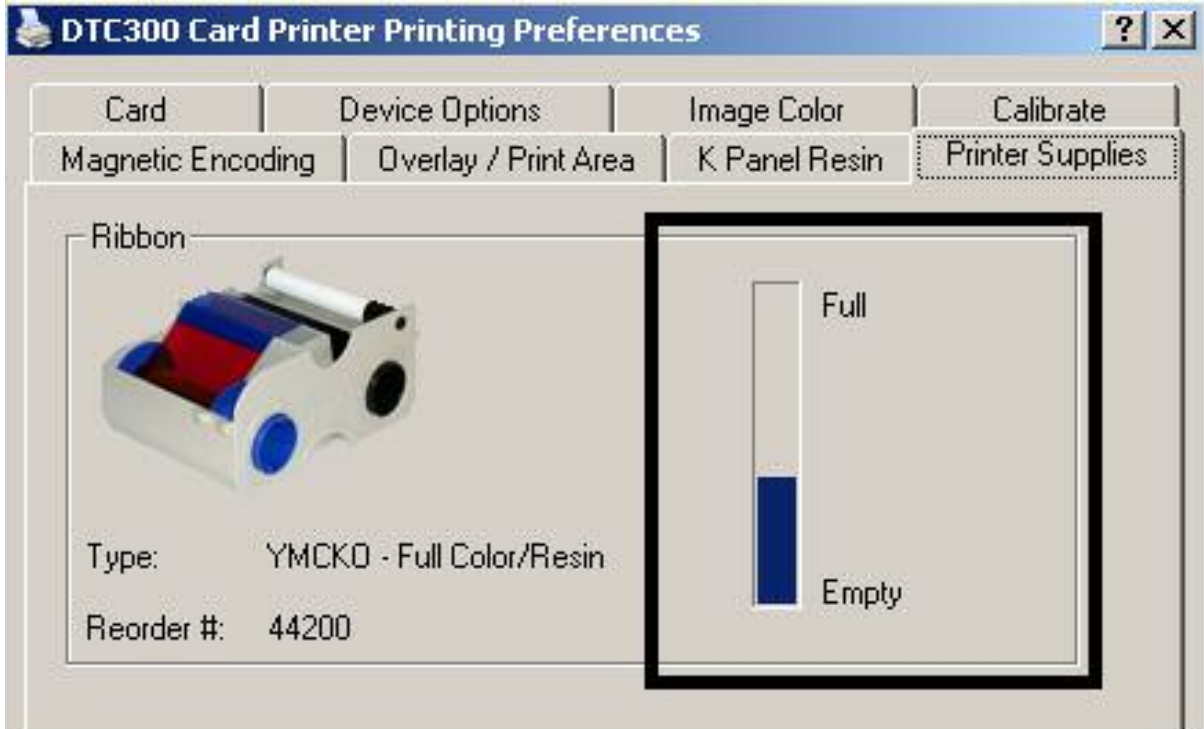 DTC300 Card Printer Printing Preferences
Card Device Options Image Color Calibrate
Magnetic Encoding Overlay / Print Area K Panel Resin Printer Supplies
Ribbon
Full
Type: YMCKO - Full Color/Resin
Empty
Reorder #: 44200